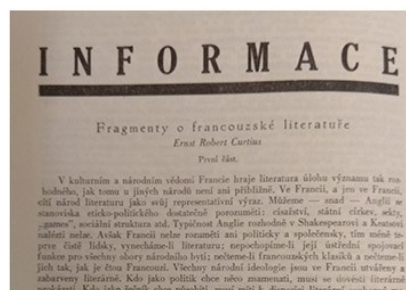 INFORMACE
Fragmenty o francouzské literatuře
Ernst Robert Curtius
První část.
V kulturním a národním vědomí Francie hraje literatura úlohu významu tak roz-
hodného, jak tomu u jiných národů není ani přibližně. Ve Francii, a jen ve Francii,
cítí národ literaturu jako svůj representativní výraz. Můžeme — snad — Anglii se
stanoviska eticko-politického dostatečně porozuměti: císařství, státní církev, sekty,
„games", sociální struktura atd. Typičnost Anglie rozhodně v Shakespearovi a Keatsovi
nalézti nelze. Avšak Francii nelze rozuměti ani politicky a společensky, tím méně te-
prve čistě lidsky, vynecháme-li literaturu; nepochopíme-li její ústřední spojovací
funkce pro všechny obory národního bytí; nečteme-li francouzských klasiků a nečteme-li
jich tak, jak je čtou Francouzi. Všechny národní ideologie jsou ve Francii utvářeny a
zabarveny literárně. Kdo jako politik chce něco znamenati, musí se dovésti